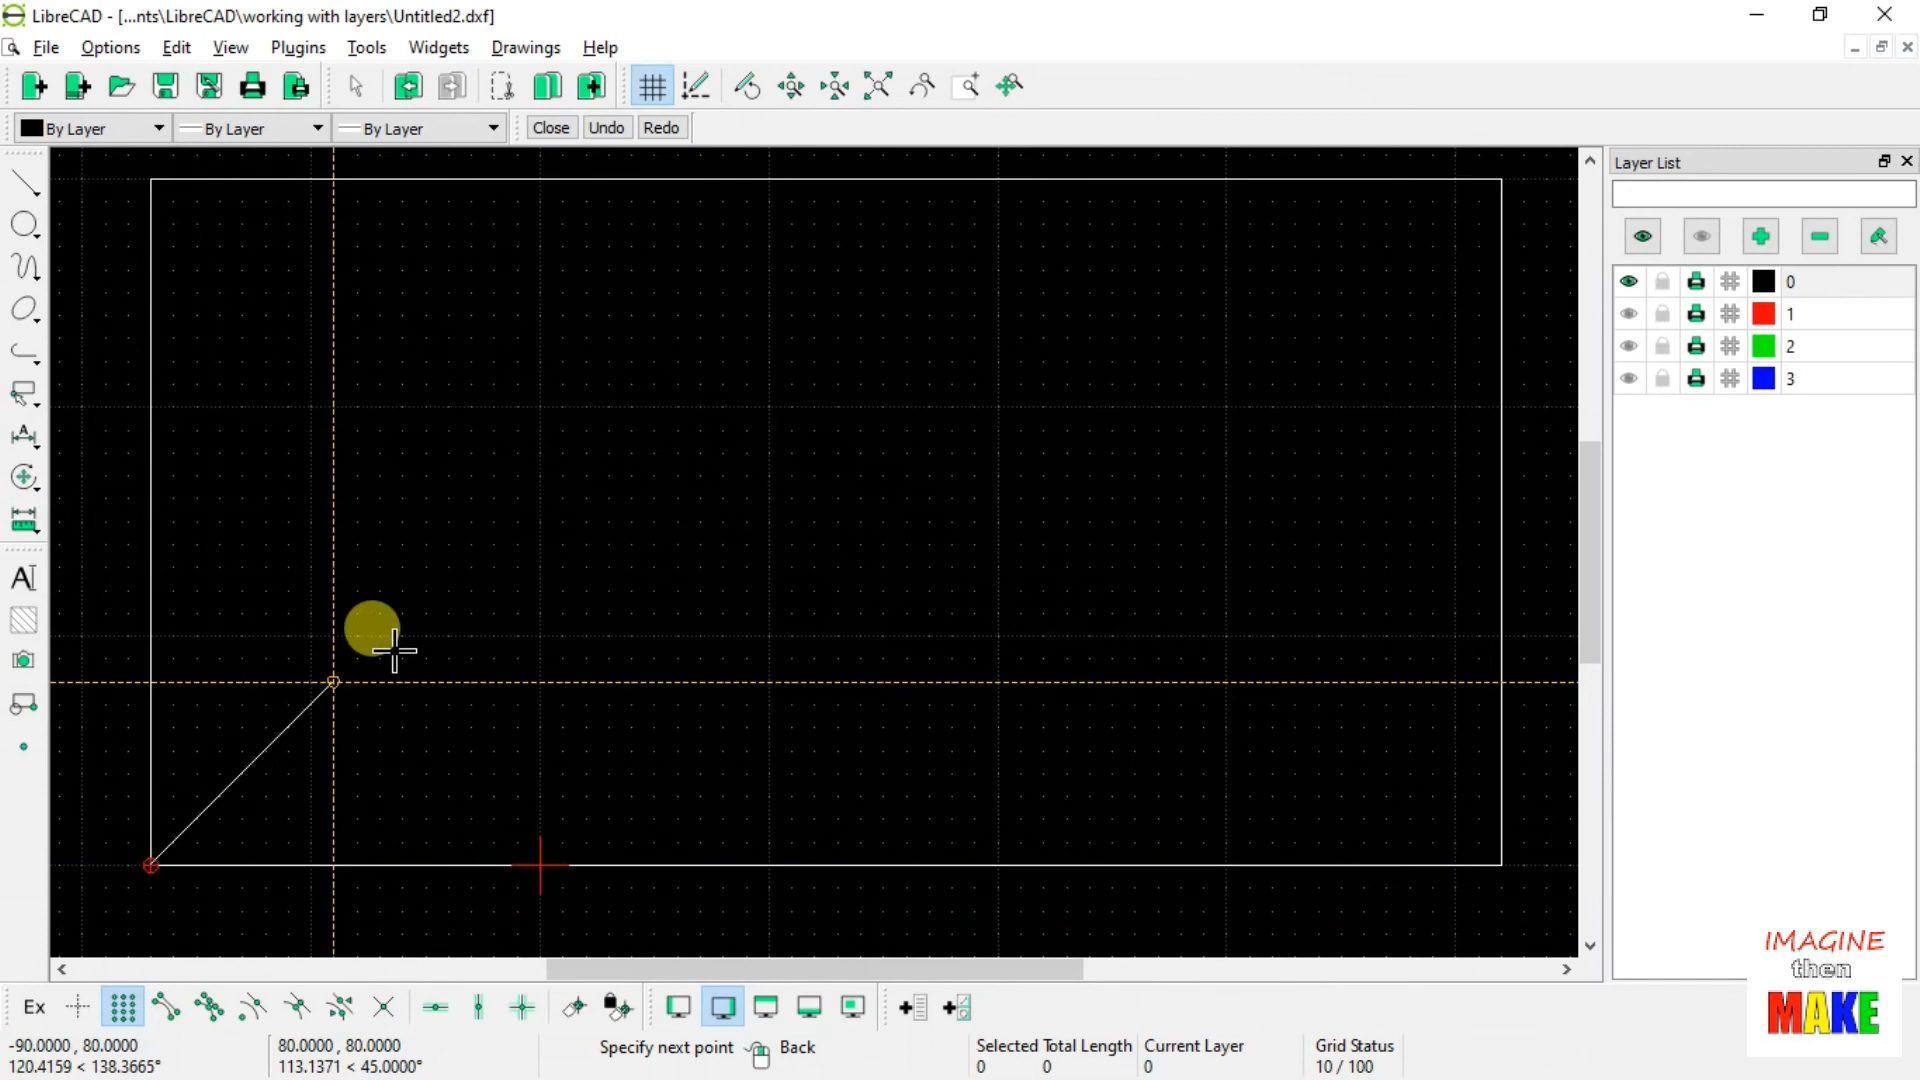 LibreCAD - [...nts\LibreCAD\working with layers\Untitled2.dxf]
File Options Edit View Plugins Tools Widgets Drawings Help
By Layer By Layer By Layer Close Undo Redo
Layer List
0
1
2
3
A
IMAGINE
then
MAKE
Ex
-90.0000 , 80.0000
120.4159 < 138.3665°
80.0000 , 80.0000
113.1371 < 45.0000°
Specify next point Back
Selected Total Length
0 0
Current Layer
0
Grid Status
10 / 100